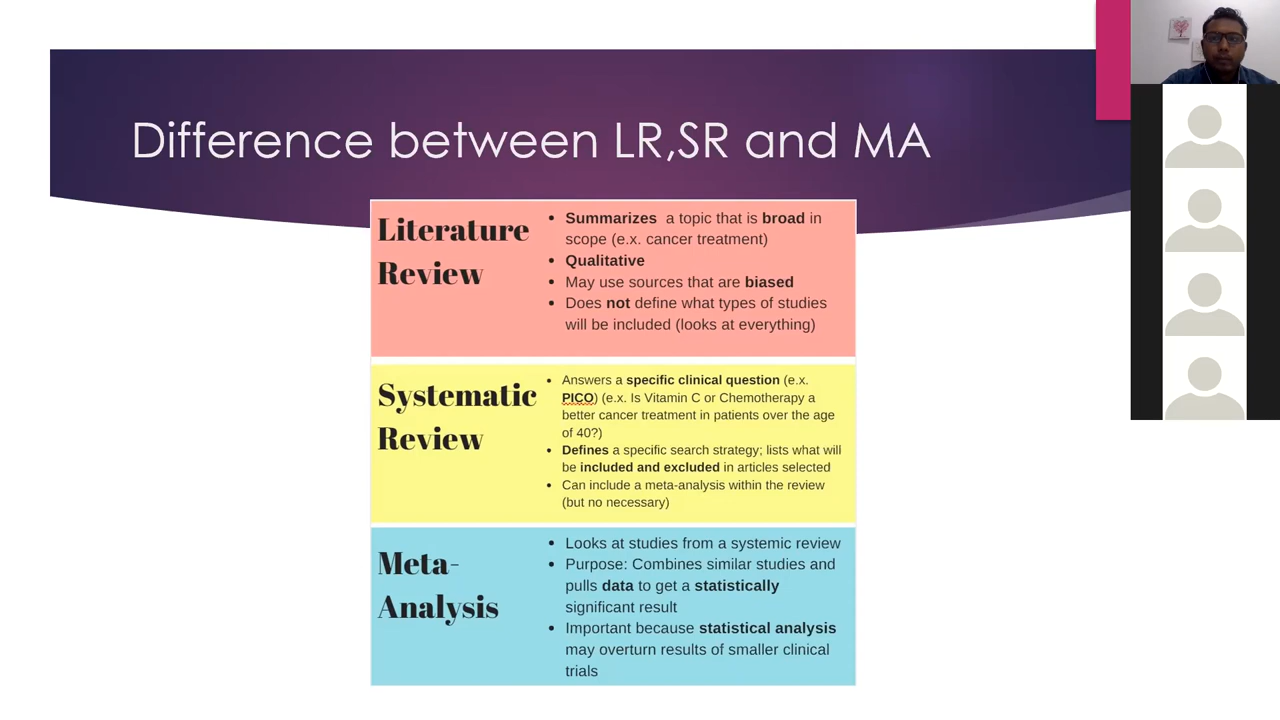 Difference between LR,SR and MA
Literature
Review
• Summarizes a topic that is broad in
scope (e.x. cancer treatment)
• Qualitative
• May use sources that are biased
• Does not define what types of studies
will be included (looks at everything)
Systematic
Review
• Answers a specific clinical question (e.x.
PICO) (e.x. Is Vitamin C or Chemotherapy a
better cancer treatment in patients over the age
of 40?)
• Defines a specific search strategy; lists what will
be included and excluded in articles selected
• Can include a meta-analysis within the review
(but no necessary)
Meta-
Analysis
• Looks at studies from a systemic review
• Purpose: Combines similar studies and
pulls data to get a statistically
significant result
• Important because statistical analysis
may overturn results of smaller clinical
trials